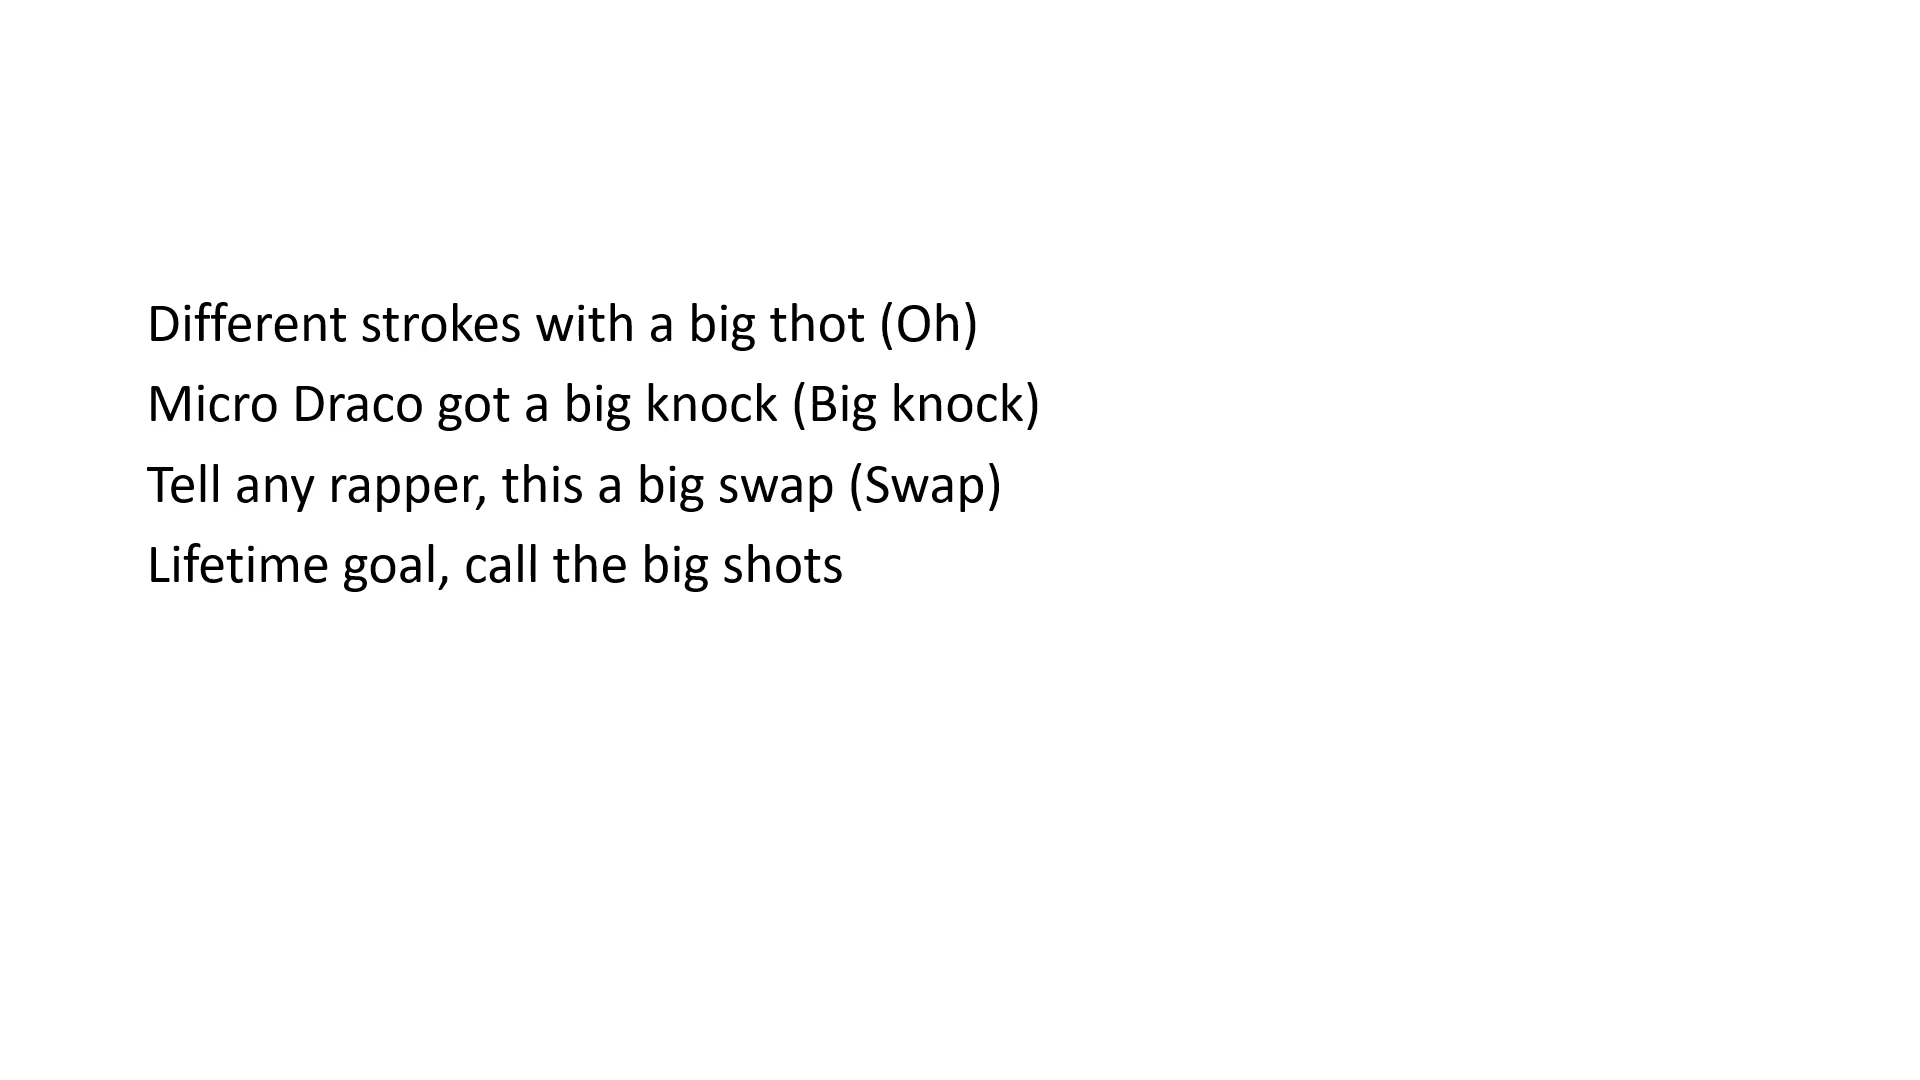 Different strokes with a big thot (Oh)
Micro Draco got a big knock (Big knock)
Tell any rapper, this a big swap (Swap)
Lifetime goal, call the big shots